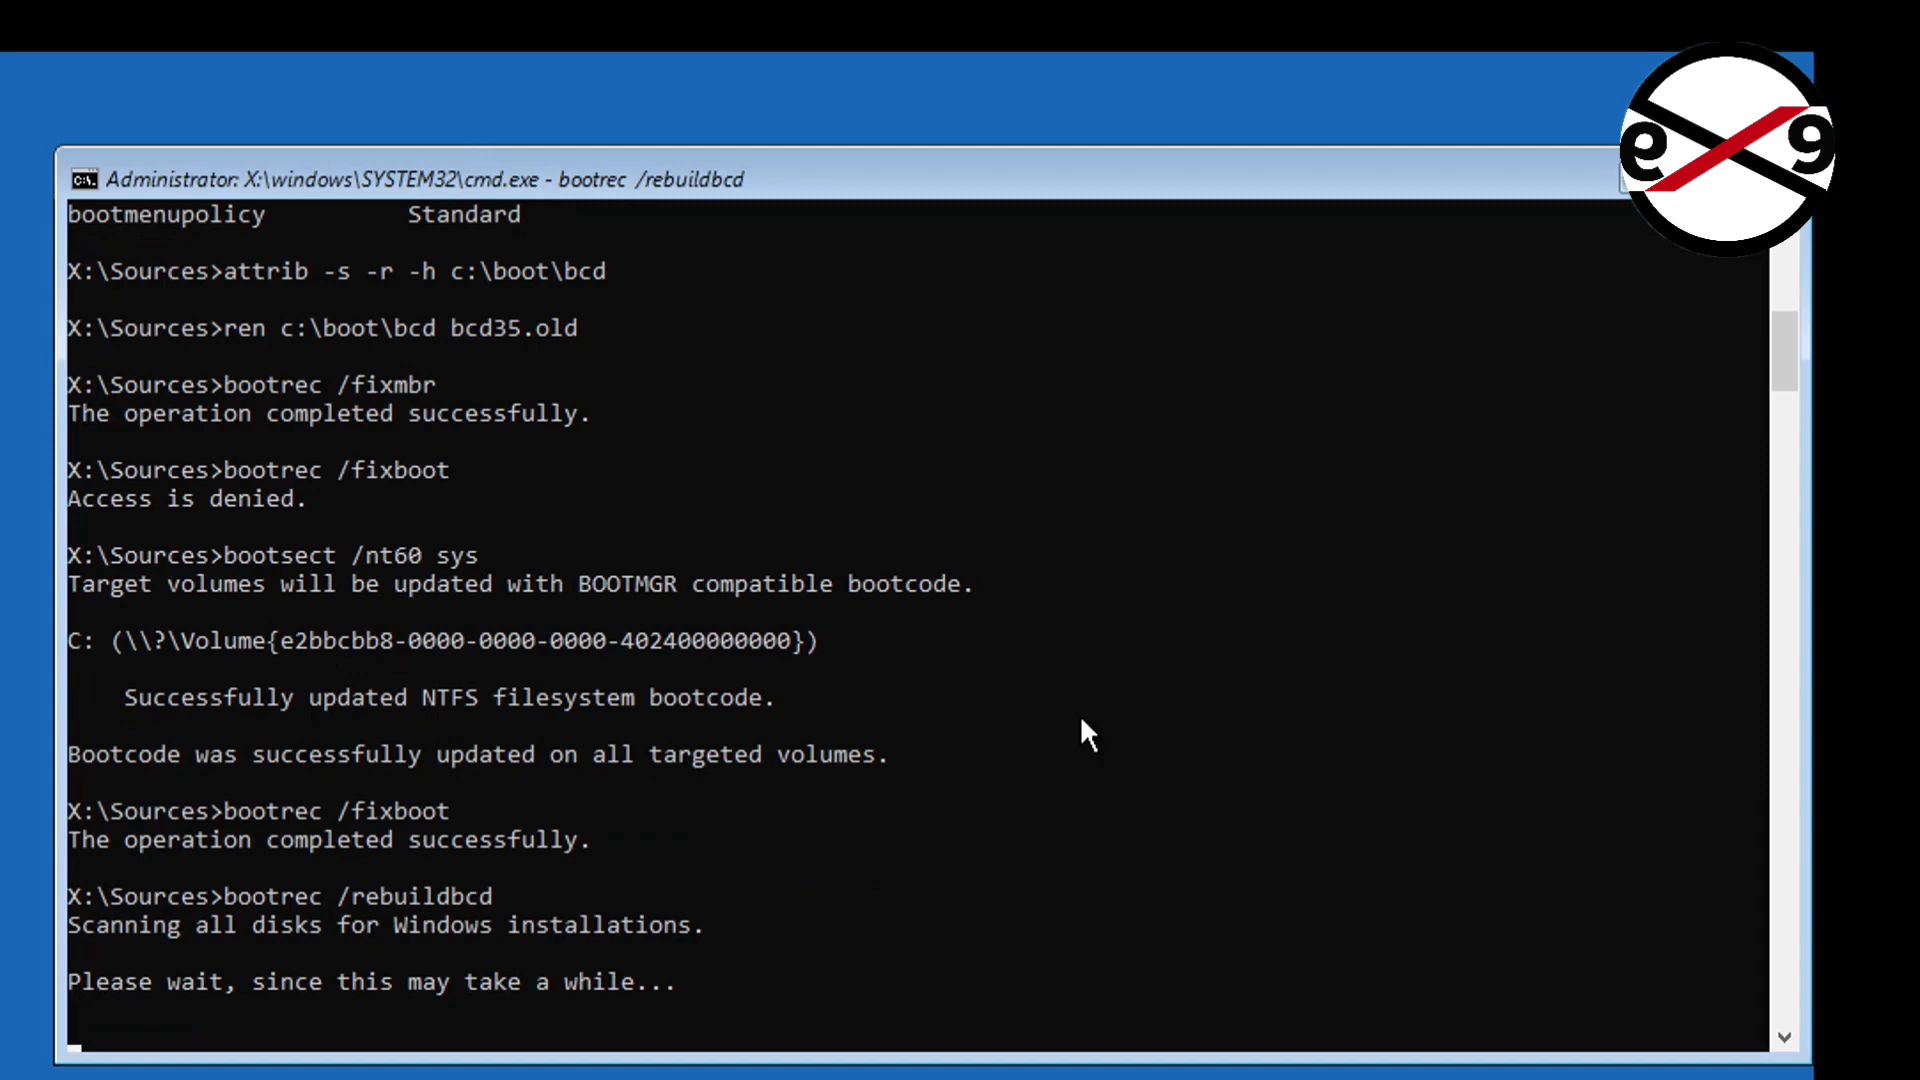 e9
Administrator: X:\windows\SYSTEM32\cmd.exe - bootrec /rebuildbcd
bootmenupolicy Standard
X:\Sources>attrib -s -r -h c:\boot\bcd
X:\Sources>ren c:\boot\bcd bcd35.old
X:\Sources>bootrec /fixmbr
The operation completed successfully.
X:\Sources>bootrec /fixboot
Access is denied.
X:\Sources>bootsect /nt60 sys
Target volumes will be updated with BOOTMGR compatible bootcode.
C: (\\?\Volume{e2bbcbb8-0000-0000-0000-402400000000})
Successfully updated NTFS filesystem bootcode.
Bootcode was successfully updated on all targeted volumes.
X:\Sources>bootrec /fixboot
The operation completed successfully.
X:\Sources>bootrec /rebuildbcd
Scanning all disks for Windows installations.
Please wait, since this may take a while...